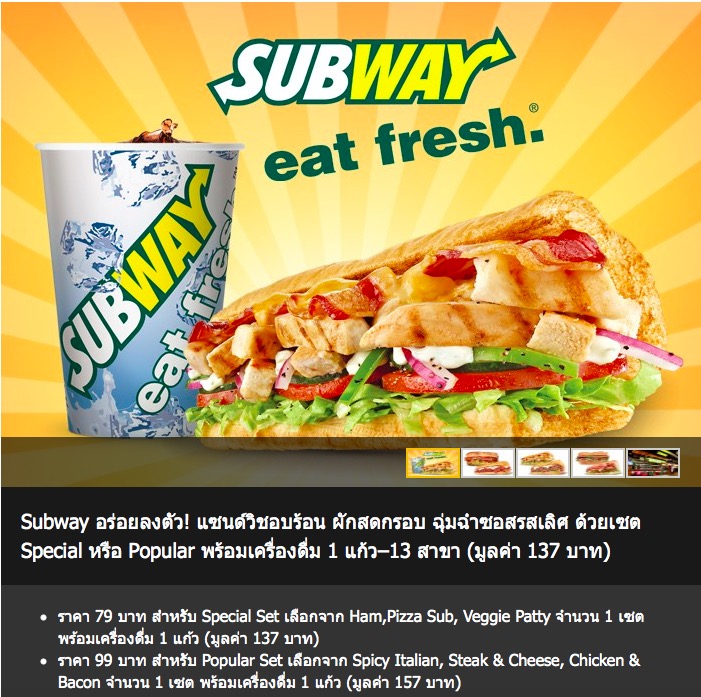 SUBWAY
eat fresh.®
SUBWAY
eat fresh
Subway อร่อยลงตัว! แซนด์วิชอบร้อน ผักสดกรอบ ฉุ่มฉ่ำซอสรสเลิศ ด้วยเซต
Special หรือ Popular พร้อมเครื่องดื่ม 1 แก้ว–13 สาขา (มูลค่า 137 บาท)
• ราคา 79 บาท สำหรับ Special Set เลือกจาก Ham,Pizza Sub, Veggie Patty จำนวน 1 เซต
พร้อมเครื่องดื่ม 1 แก้ว (มูลค่า 137 บาท)
• ราคา 99 บาท สำหรับ Popular Set เลือกจาก Spicy Italian, Steak & Cheese, Chicken &
Bacon จำนวน 1 เซต พร้อมเครื่องดื่ม 1 แก้ว (มูลค่า 157 บาท)